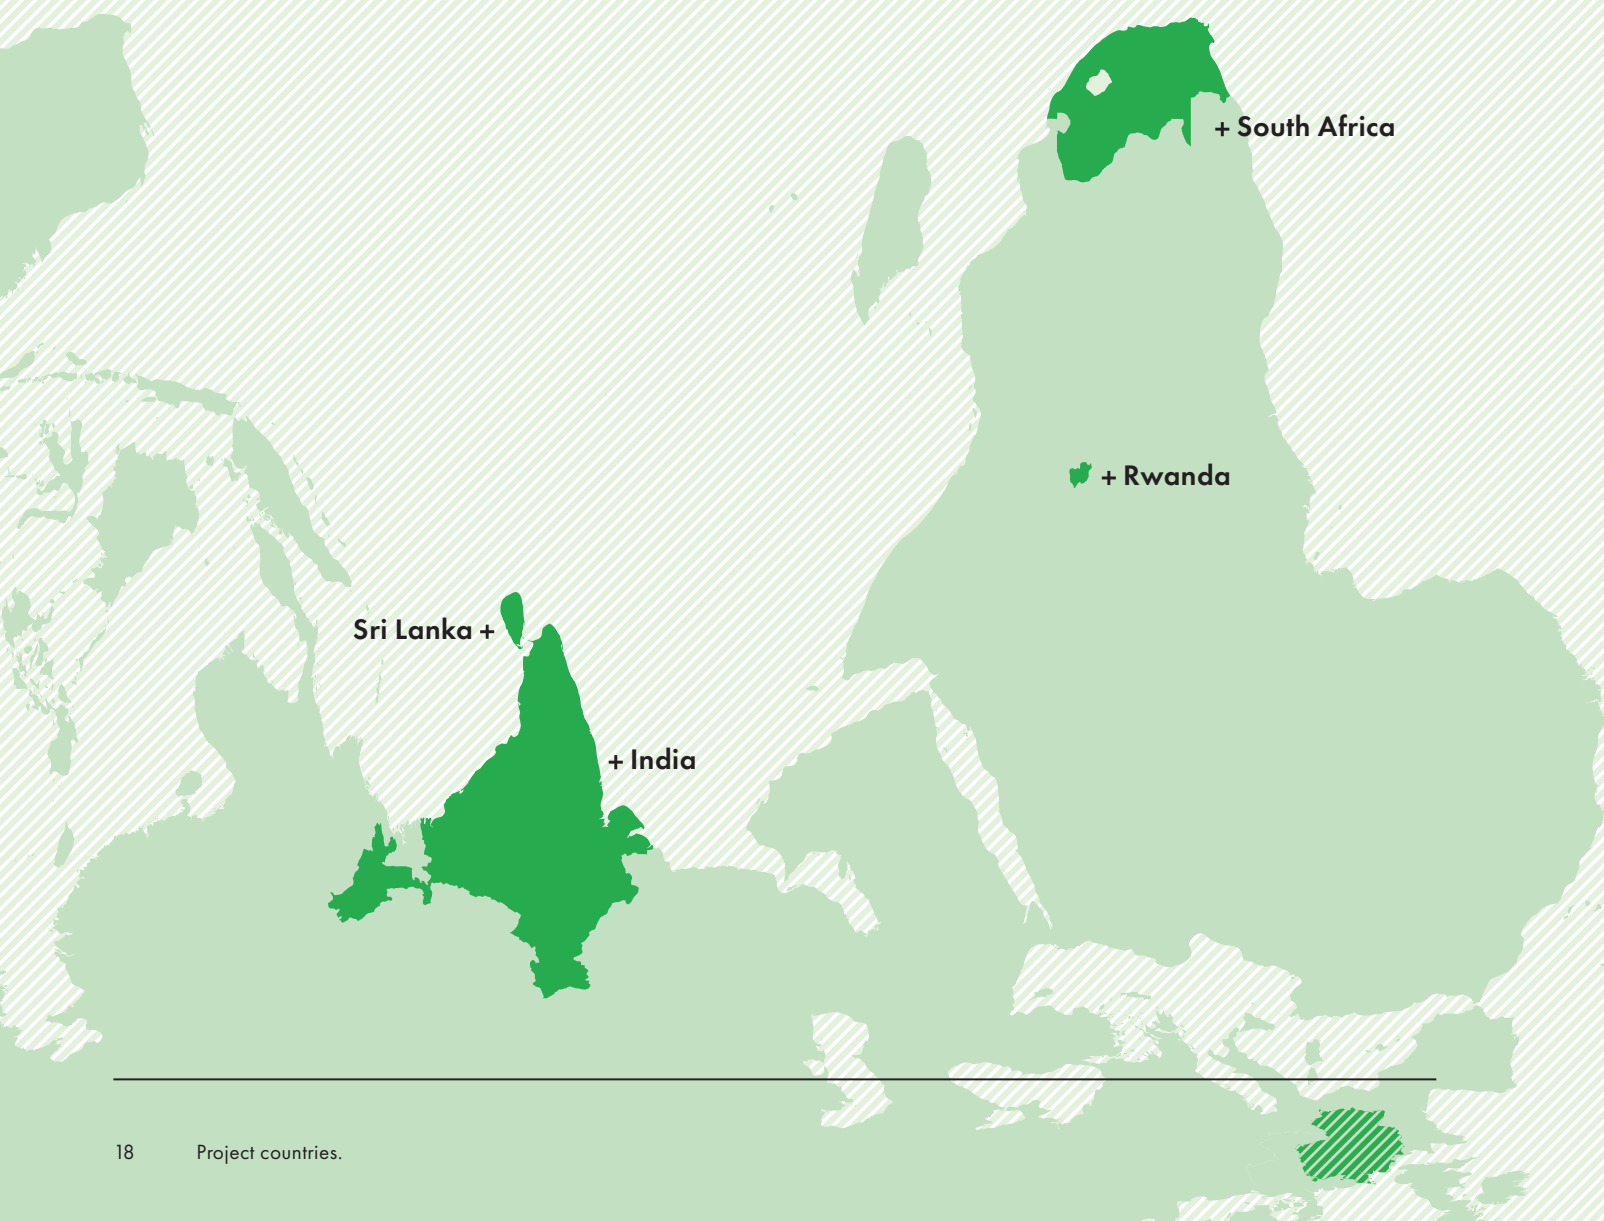 + South Africa
+ Rwanda
Sri Lanka +
+ India
18 Project countries.